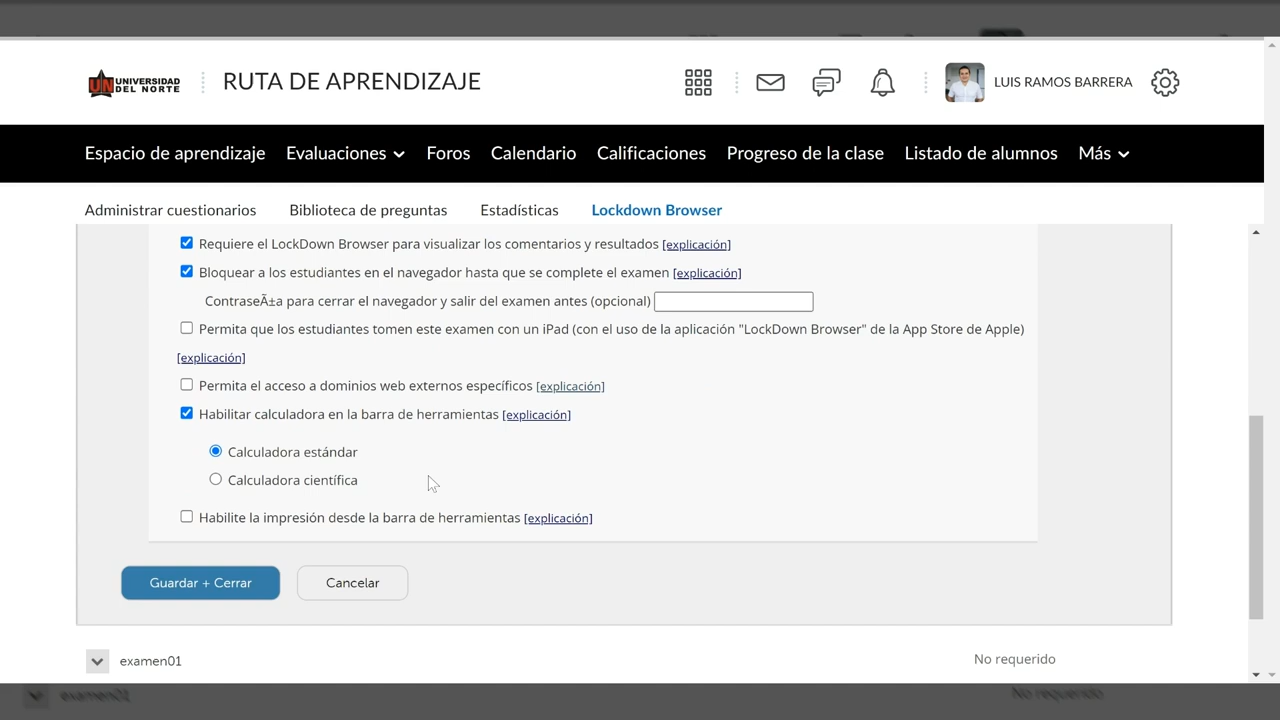 UNIVERSIDAD
DEL NORTE
RUTA DE APRENDIZAJE
LUIS RAMOS BARRERA
Espacio de aprendizaje Evaluaciones Foros Calendario Calificaciones Progreso de la clase Listado de alumnos Más
Administrar cuestionarios Biblioteca de preguntas Estadísticas Lockdown Browser
Requiere el LockDown Browser para visualizar los comentarios y resultados [explicación]
Bloquear a los estudiantes en el navegador hasta que se complete el examen [explicación]
ContraseÃ±a para cerrar el navegador y salir del examen antes (opcional)
Permita que los estudiantes tomen este examen con un iPad (con el uso de la aplicación "LockDown Browser" de la App Store de Apple)
[explicación]
Permita el acceso a dominios web externos específicos [explicación]
Habilitar calculadora en la barra de herramientas [explicación]
Calculadora estándar
Calculadora científica
Habilite la impresión desde la barra de herramientas [explicación]
Guardar + Cerrar Cancelar
examen01 No requerido
examen01 No requerido